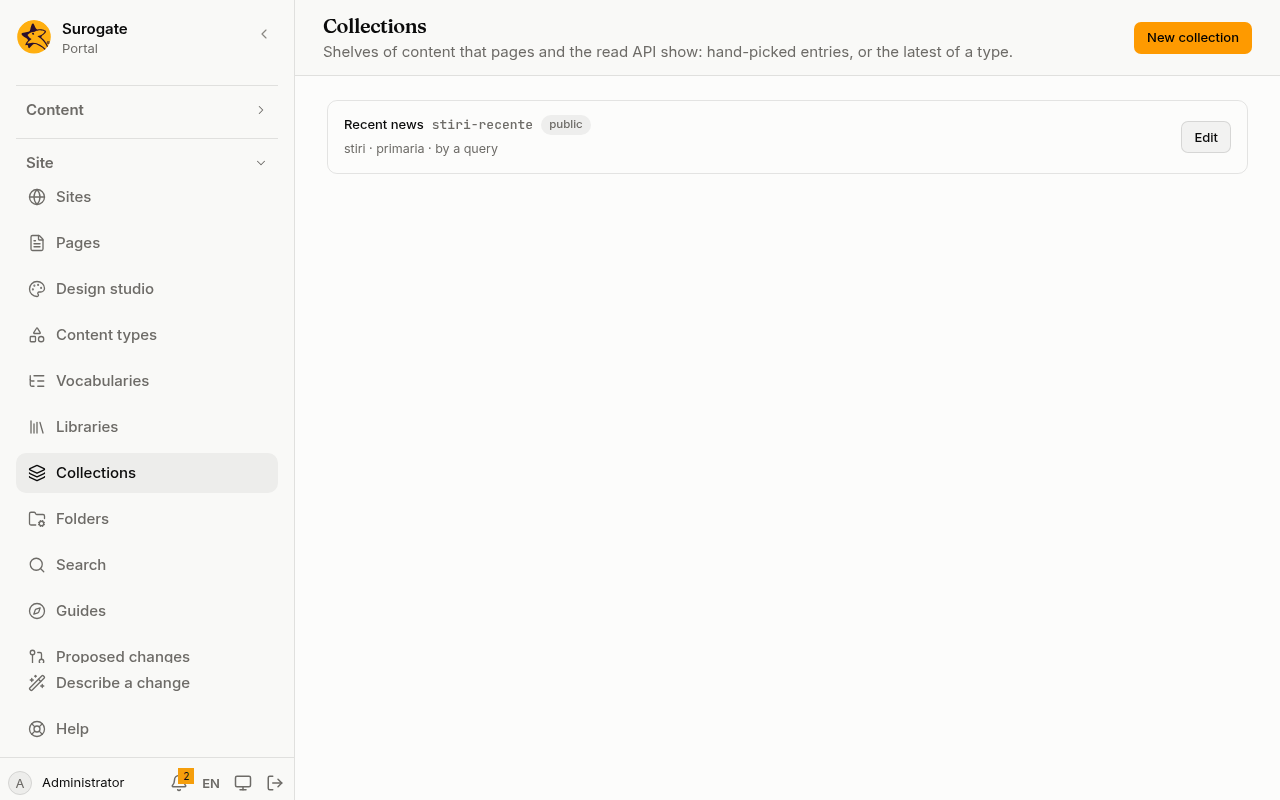 Surogate
Portal
Content
Site
Sites
Pages
Design studio
Content types
Vocabularies
Libraries
Collections
Folders
Search
Guides
Proposed changes
Describe a change
Help
A Administrator 2 EN
Collections
Shelves of content that pages and the read API show: hand-picked entries, or the latest of a type.
New collection
Recent news stiri-recente public
stiri · primaria · by a query
Edit